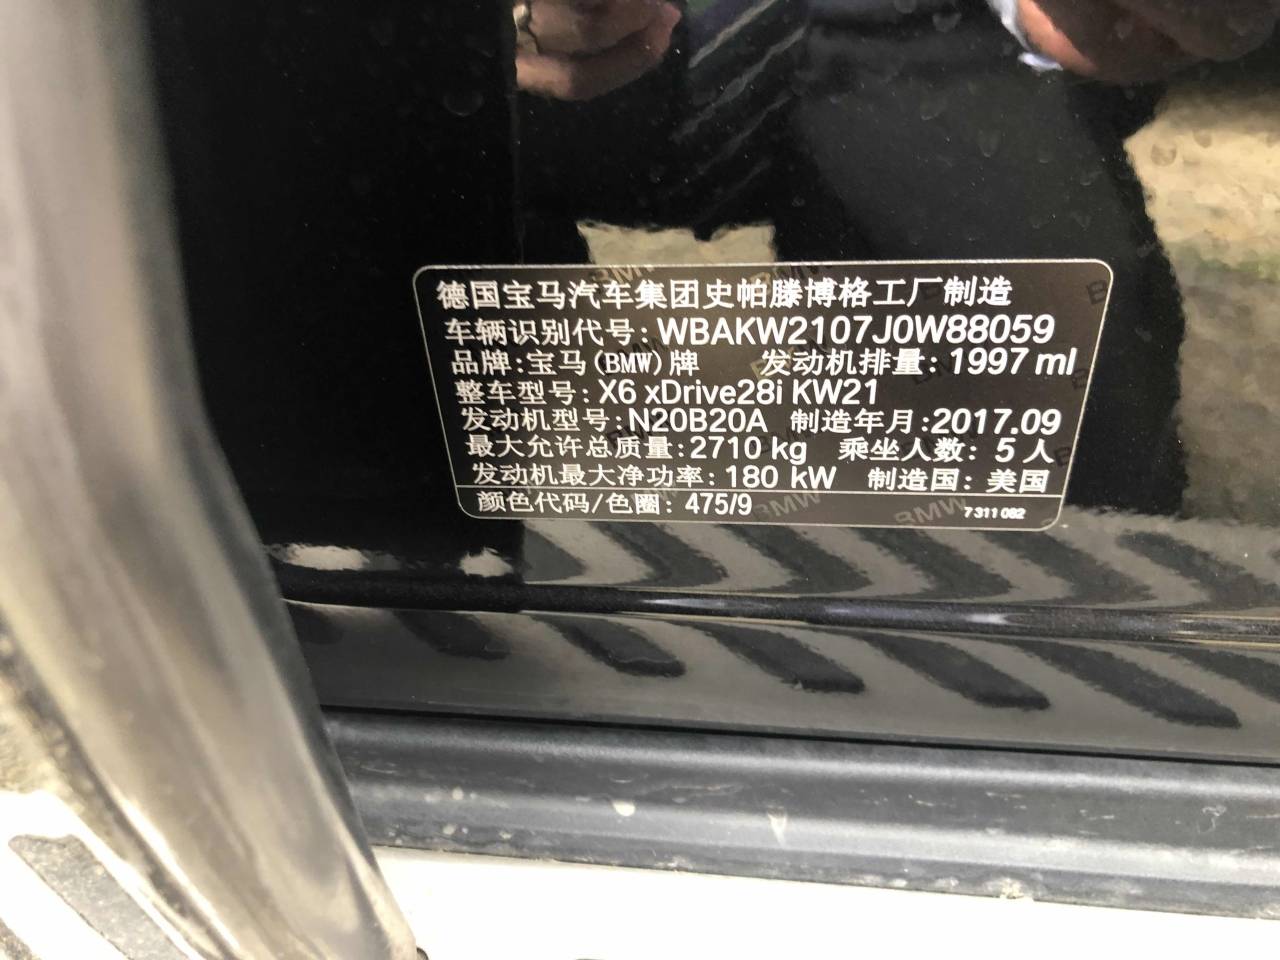 德国宝马汽车集团史帕滕博格工厂制造
车辆识别代号: WBAKW2107J0W88059
品牌:宝马(BMW)牌 发动机排量: 1997 ml
整车型号: X6 xDrive28i KW21
发动机型号:N20B20A 制造年月:2017.09
最大允许总质量:2710 kg 乘坐人数: 5 人
发动机最大净功率: 180 kW 制造国: 美国
颜色代码/色圈: 475/9
7 311 082